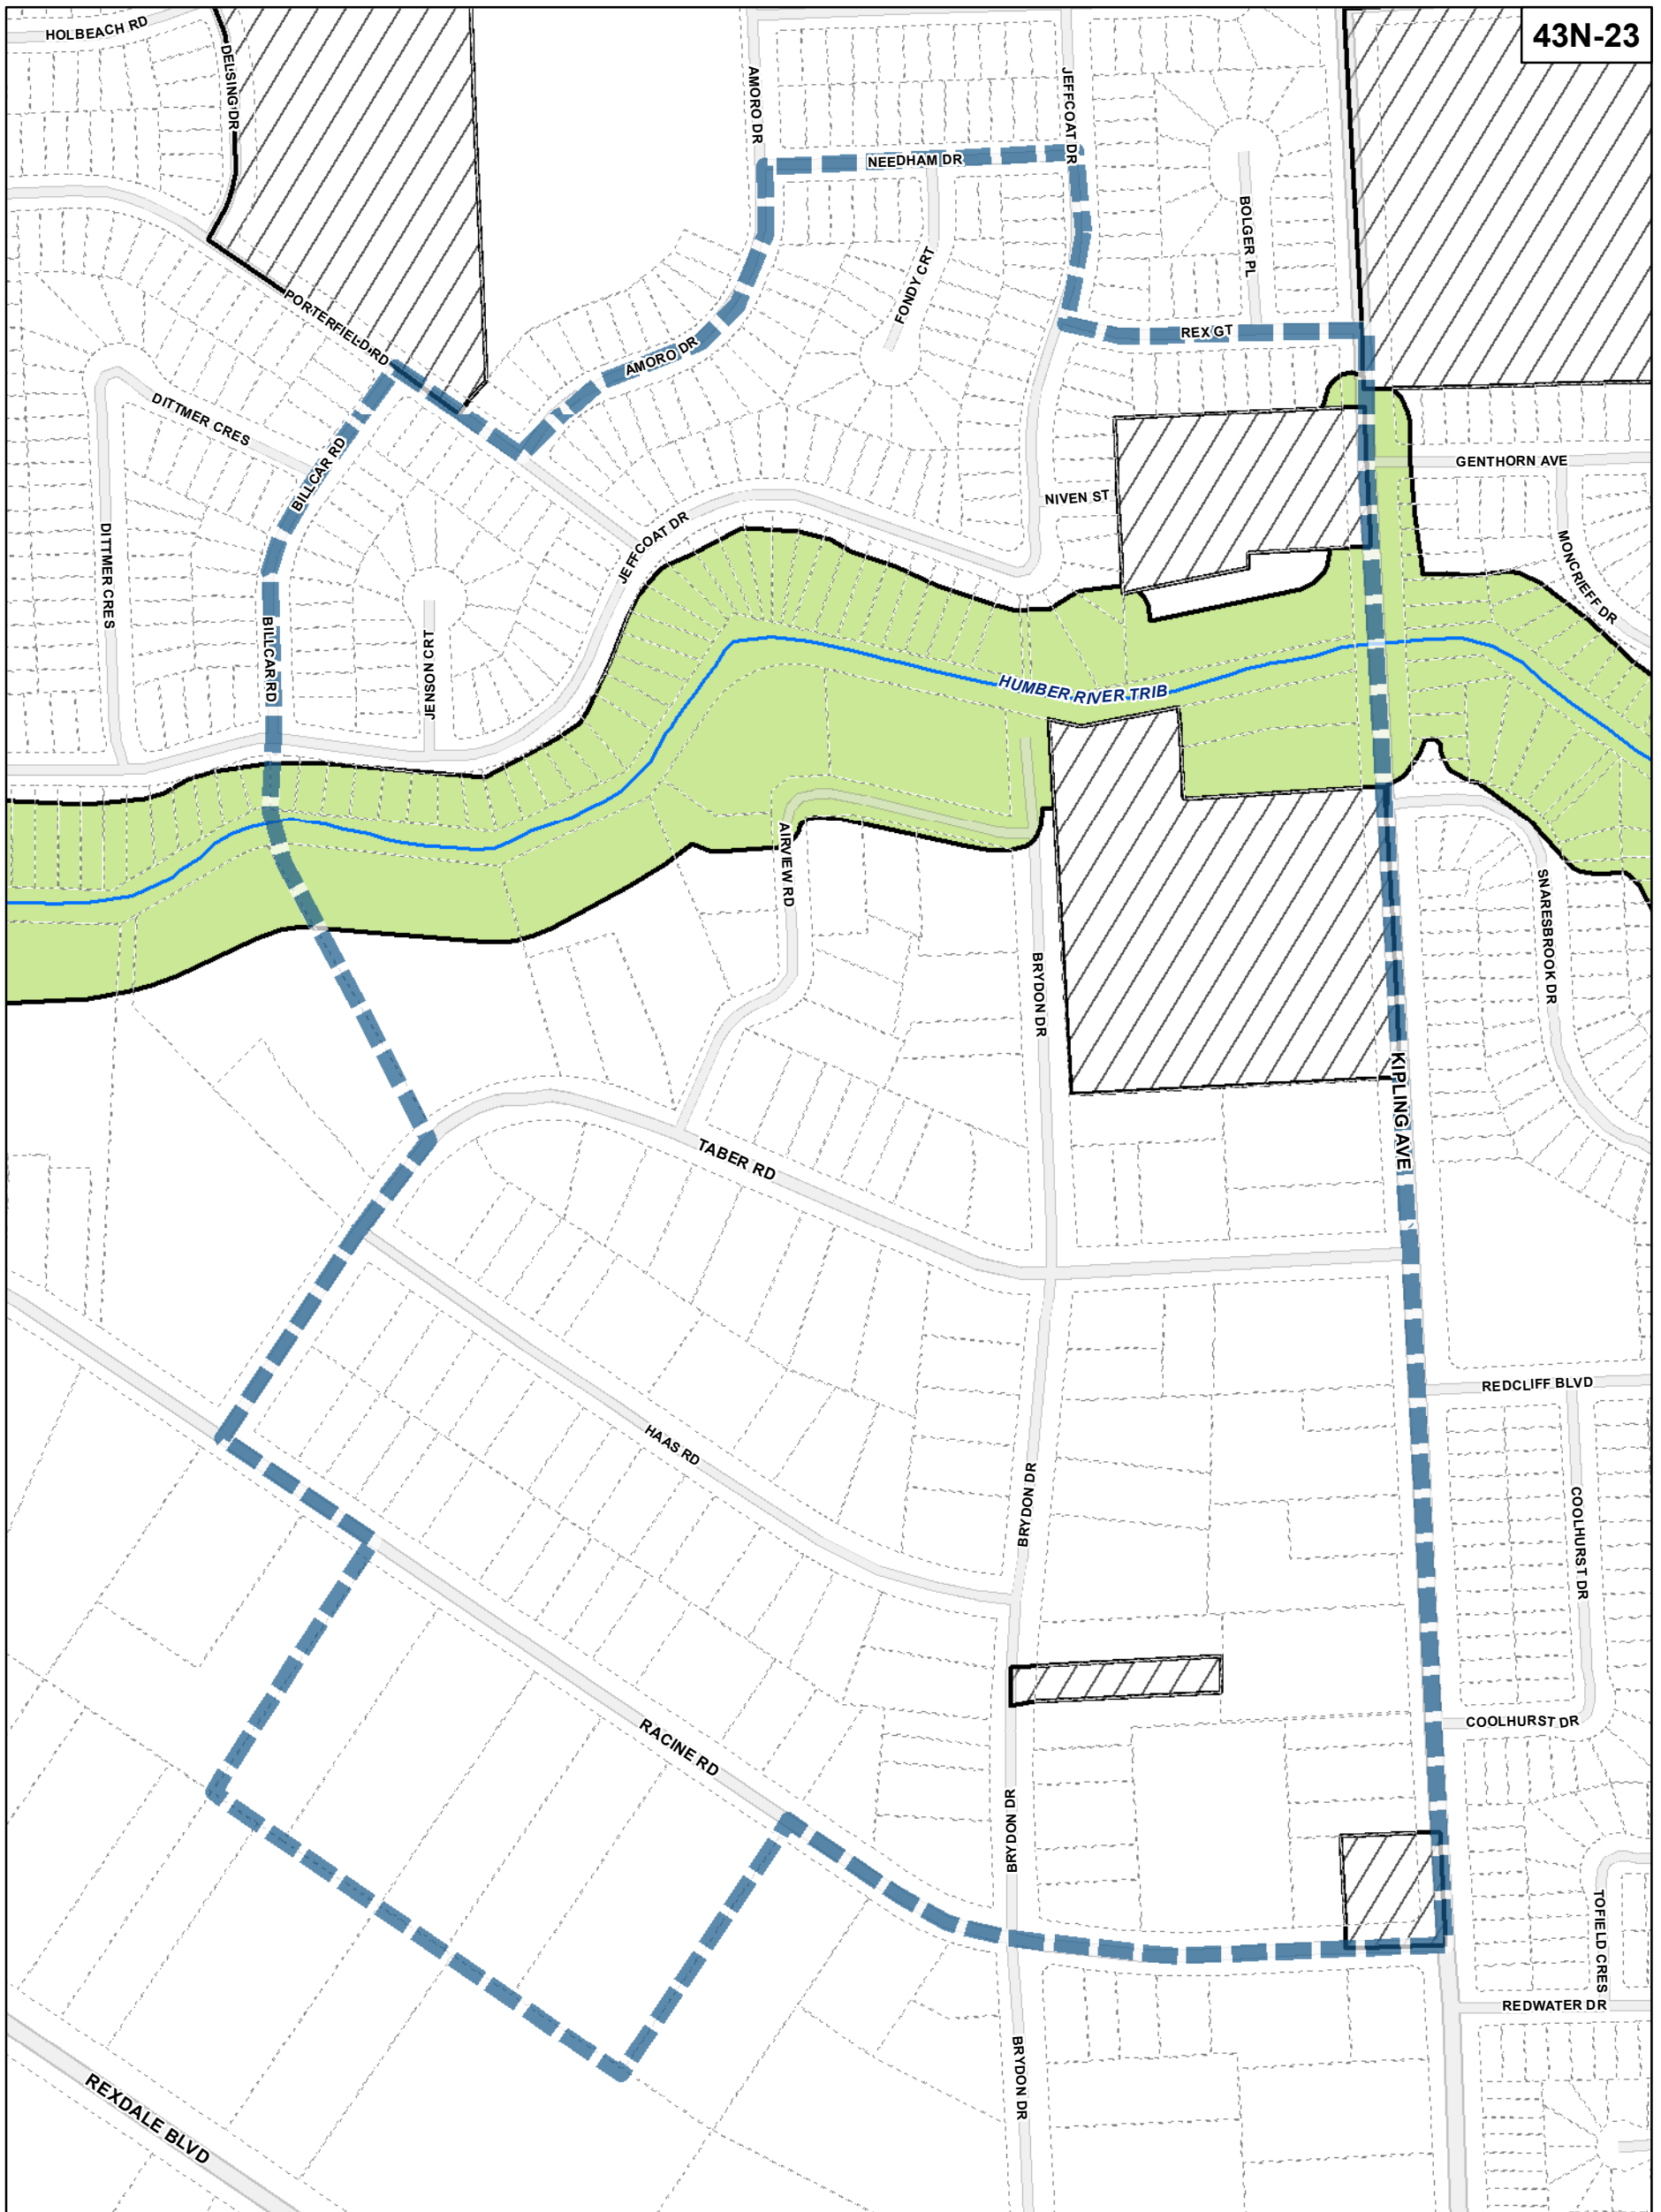 HOLBEACH RD
43N-23
DELSING DR
AMORO DR
JEFFCOAT DR
NEEDHAM DR
BOLGER PL
FONDY CRT
PORTERFIELD RD
REX GT
AMORO DR
DITTMER CRES
BILLCAR RD
GENTHORN AVE
NIVEN ST
JEFFCOAT DR
DITTMER CRES
MONCRIEFF DR
BILLCAR RD
JENSON CRT
HUMBER RIVER TRIB
AIRVIEW RD
SNARESBROOK DR
BRYDON DR
KIPLING AVE
TABER RD
REDCLIFF BLVD
HAAS RD
BRYDON DR
COOLHURST DR
COOLHURST DR
RACINE RD
BRYDON DR
TOFIELD CRES
REDWATER DR
BRYDON DR
REXDALE BLVD